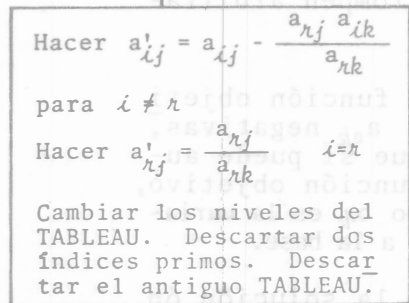 Hacer a'ij = aij - arj aik / ark
para i ≠ r
Hacer a'rj = arj / ark i=r
Cambiar los niveles del
TABLEAU. Descartar dos
índices primos. Descar
tar el antiguo TABLEAU.